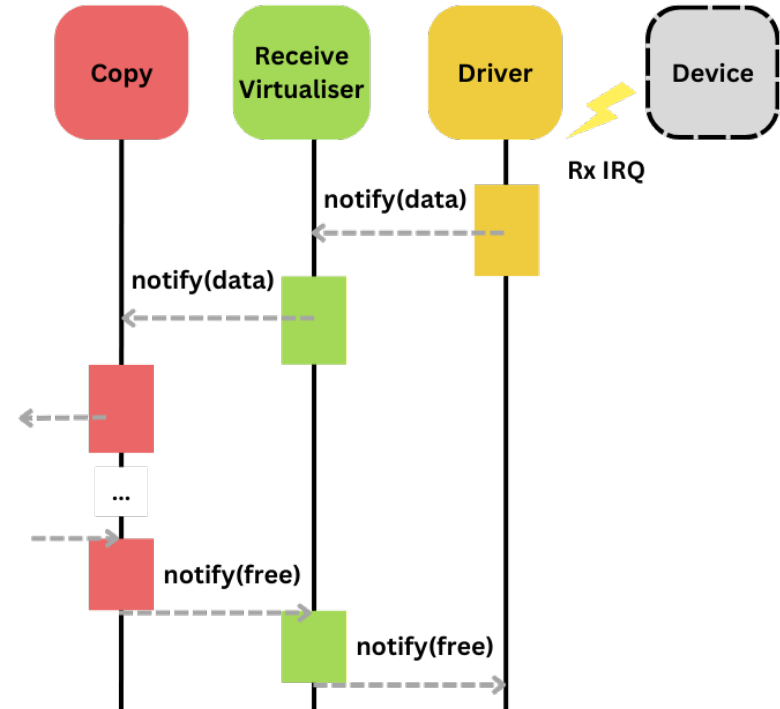 Copy
Receive
Virtualiser
Driver
Device
Rx IRQ
notify(data)
notify(data)
...
notify(free)
notify(free)